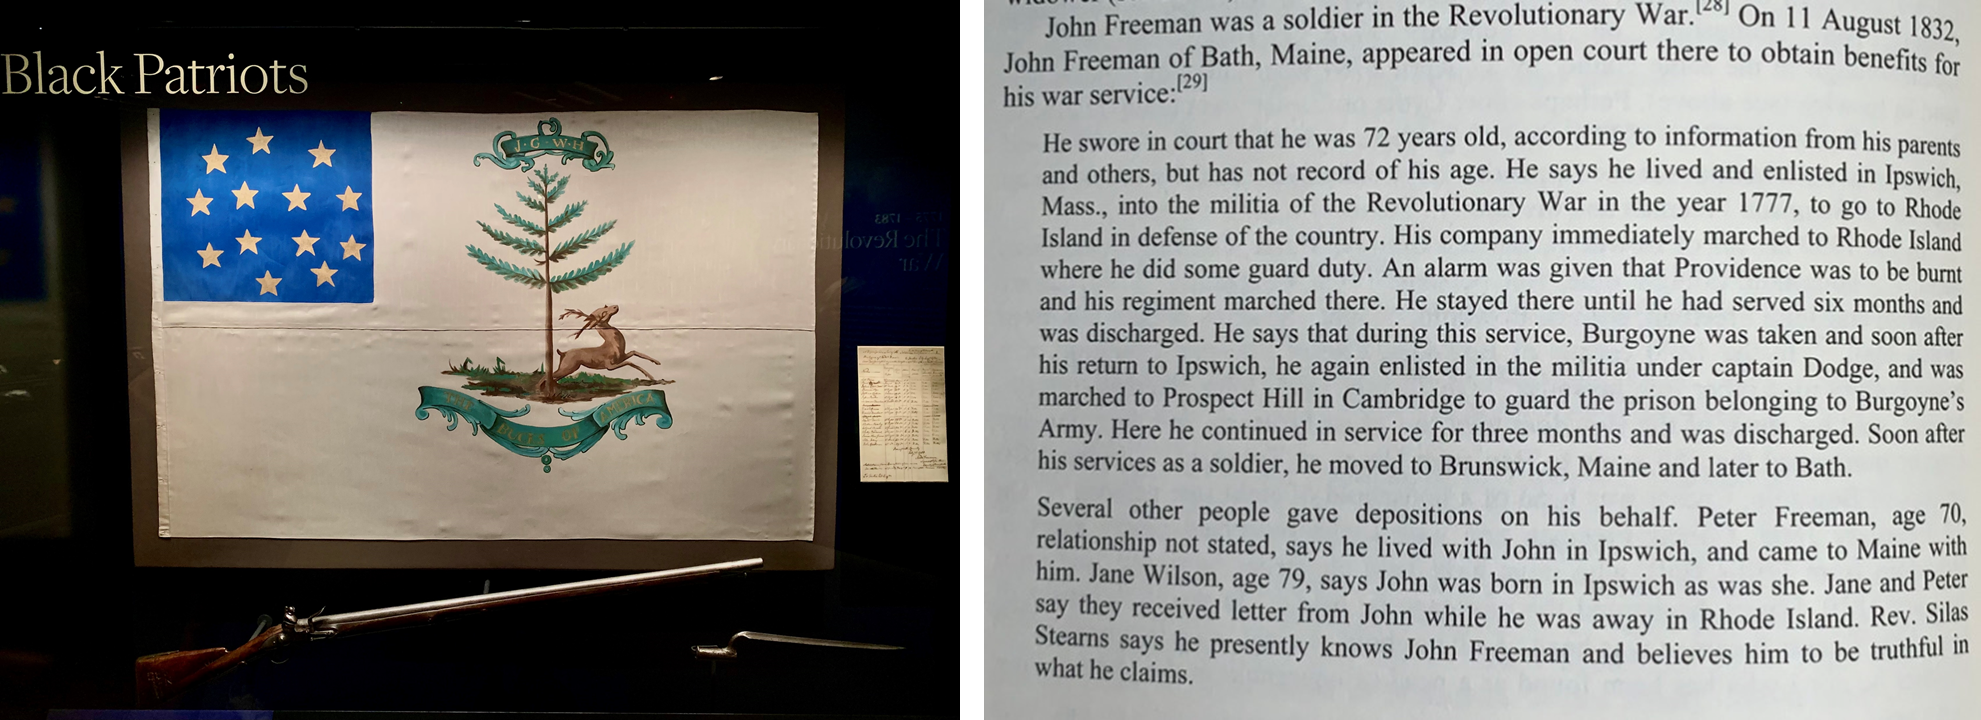 Black Patriots
J·G·W·H
THE
BUCKS OF
AMERICA
1775 - 1783
The Revolutionary
War
John Freeman was a soldier in the Revolutionary War.[28] On 11 August 1832,
John Freeman of Bath, Maine, appeared in open court there to obtain benefits for
his war service:[29]
He swore in court that he was 72 years old, according to information from his parents
and others, but has not record of his age. He says he lived and enlisted in Ipswich,
Mass., into the militia of the Revolutionary War in the year 1777, to go to Rhode
Island in defense of the country. His company immediately marched to Rhode Island
where he did some guard duty. An alarm was given that Providence was to be burnt
and his regiment marched there. He stayed there until he had served six months and
was discharged. He says that during this service, Burgoyne was taken and soon after
his return to Ipswich, he again enlisted in the militia under captain Dodge, and was
marched to Prospect Hill in Cambridge to guard the prison belonging to Burgoyne's
Army. Here he continued in service for three months and was discharged. Soon after
his services as a soldier, he moved to Brunswick, Maine and later to Bath.
Several other people gave depositions on his behalf. Peter Freeman, age 70,
relationship not stated, says he lived with John in Ipswich, and came to Maine with
him. Jane Wilson, age 79, says John was born in Ipswich as was she. Jane and Peter
say they received letter from John while he was away in Rhode Island. Rev. Silas
Stearns says he presently knows John Freeman and believes him to be truthful in
what he claims.